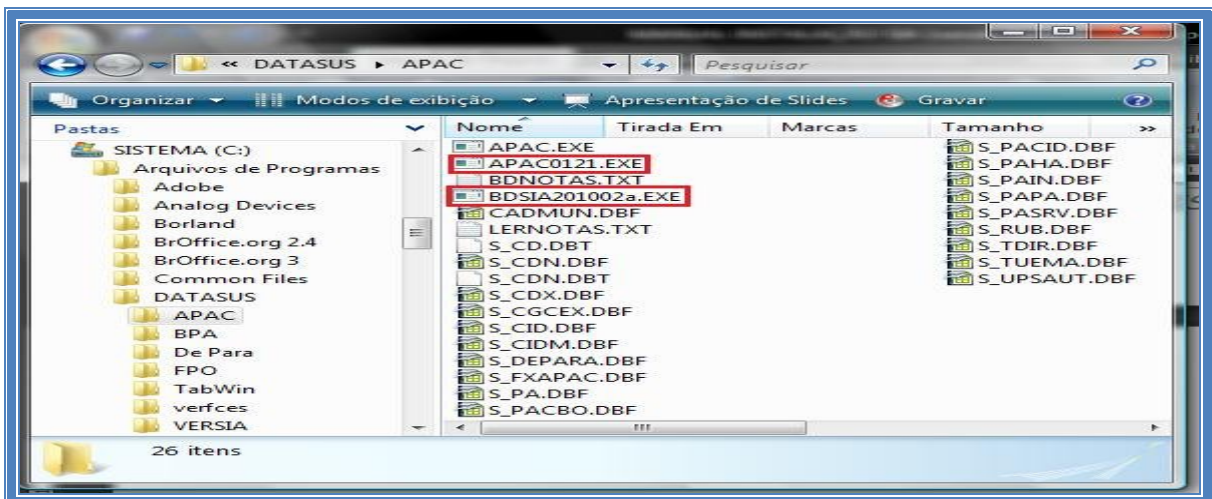 « DATASUS ▸ APAC
Pesquisar
Organizar
Modos de exibição
Apresentação de Slides
Gravar
Pastas
SISTEMA (C:)
Arquivos de Programas
Adobe
Analog Devices
Borland
BrOffice.org 2.4
BrOffice.org 3
Common Files
DATASUS
APAC
BPA
De Para
FPO
TabWin
verfces
VERSIA
Nome Tirada Em Marcas Tamanho »
APAC.EXE
APAC0121.EXE
BDNOTAS.TXT
BDSIA201002a.EXE
CADMUN.DBF
LERNOTAS.TXT
S_CD.DBT
S_CDN.DBF
S_CDN.DBT
S_CDX.DBF
S_CGCEX.DBF
S_CID.DBF
S_CIDM.DBF
S_DEPARA.DBF
S_FXAPAC.DBF
S_PA.DBF
S_PACBO.DBF
S_PACID.DBF
S_PAHA.DBF
S_PAIN.DBF
S_PAPA.DBF
S_PASRV.DBF
S_RUB.DBF
S_TDIR.DBF
S_TUEMA.DBF
S_UPSAUT.DBF
26 itens